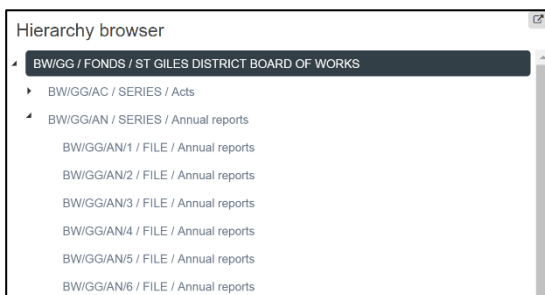 Hierarchy browser
BW/GG / FONDS / ST GILES DISTRICT BOARD OF WORKS
BW/GG/AC / SERIES / Acts
BW/GG/AN / SERIES / Annual reports
BW/GG/AN/1 / FILE / Annual reports
BW/GG/AN/2 / FILE / Annual reports
BW/GG/AN/3 / FILE / Annual reports
BW/GG/AN/4 / FILE / Annual reports
BW/GG/AN/5 / FILE / Annual reports
BW/GG/AN/6 / FILE / Annual reports